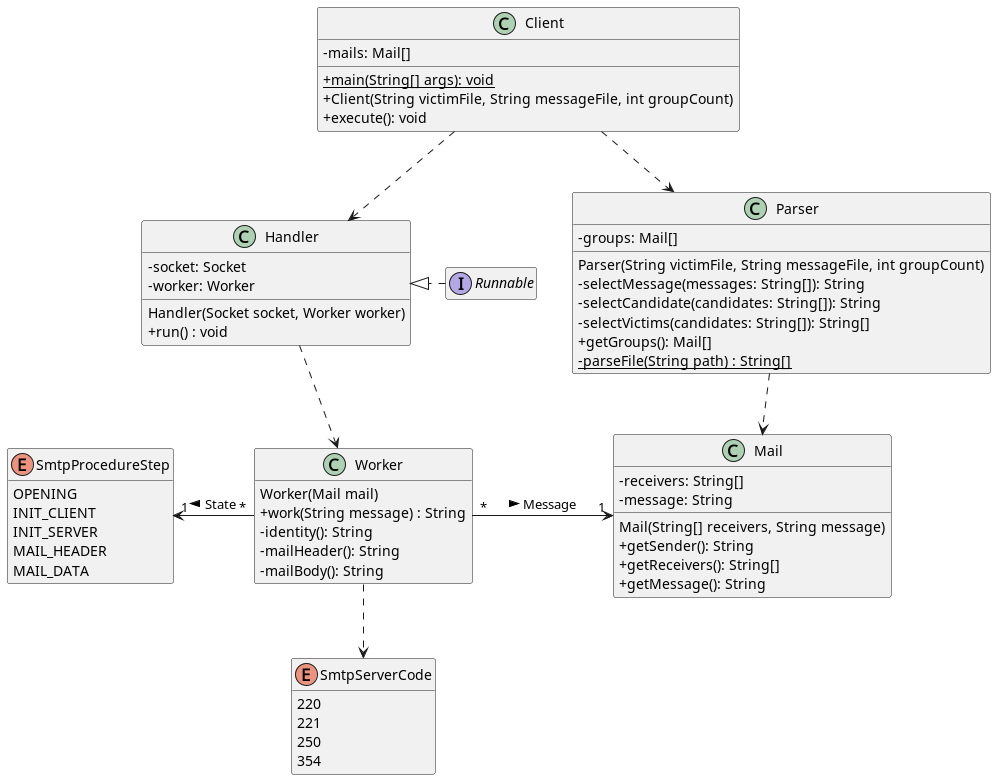 C Client
-mails: Mail[]
+main(String[] args): void
+Client(String victimFile, String messageFile, int groupCount)
+execute(): void
C Handler
-socket: Socket
-worker: Worker
Handler(Socket socket, Worker worker)
+run() : void
I Runnable
C Parser
-groups: Mail[]
Parser(String victimFile, String messageFile, int groupCount)
-selectMessage(messages: String[]): String
-selectCandidate(candidates: String[]): String
-selectVictims(candidates: String[]): String[]
+getGroups(): Mail[]
-parseFile(String path) : String[]
E SmtpProcedureStep
OPENING
INIT_CLIENT
INIT_SERVER
MAIL_HEADER
MAIL_DATA
1 State *
C Worker
Worker(Mail mail)
+work(String message) : String
-identity(): String
-mailHeader(): String
-mailBody(): String
* Message 1
C Mail
-receivers: String[]
-message: String
Mail(String[] receivers, String message)
+getSender(): String
+getReceivers(): String[]
+getMessage(): String
E SmtpServerCode
220
221
250
354